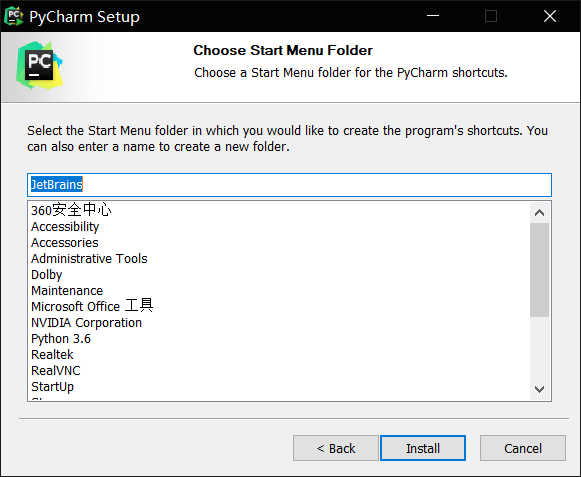 PyCharm Setup
PC
Choose Start Menu Folder
Choose a Start Menu folder for the PyCharm shortcuts.
Select the Start Menu folder in which you would like to create the program's shortcuts. You
can also enter a name to create a new folder.
JetBrains
360安全中心
Accessibility
Accessories
Administrative Tools
Dolby
Maintenance
Microsoft Office 工具
NVIDIA Corporation
Python 3.6
Realtek
RealVNC
StartUp
< Back
Install
Cancel